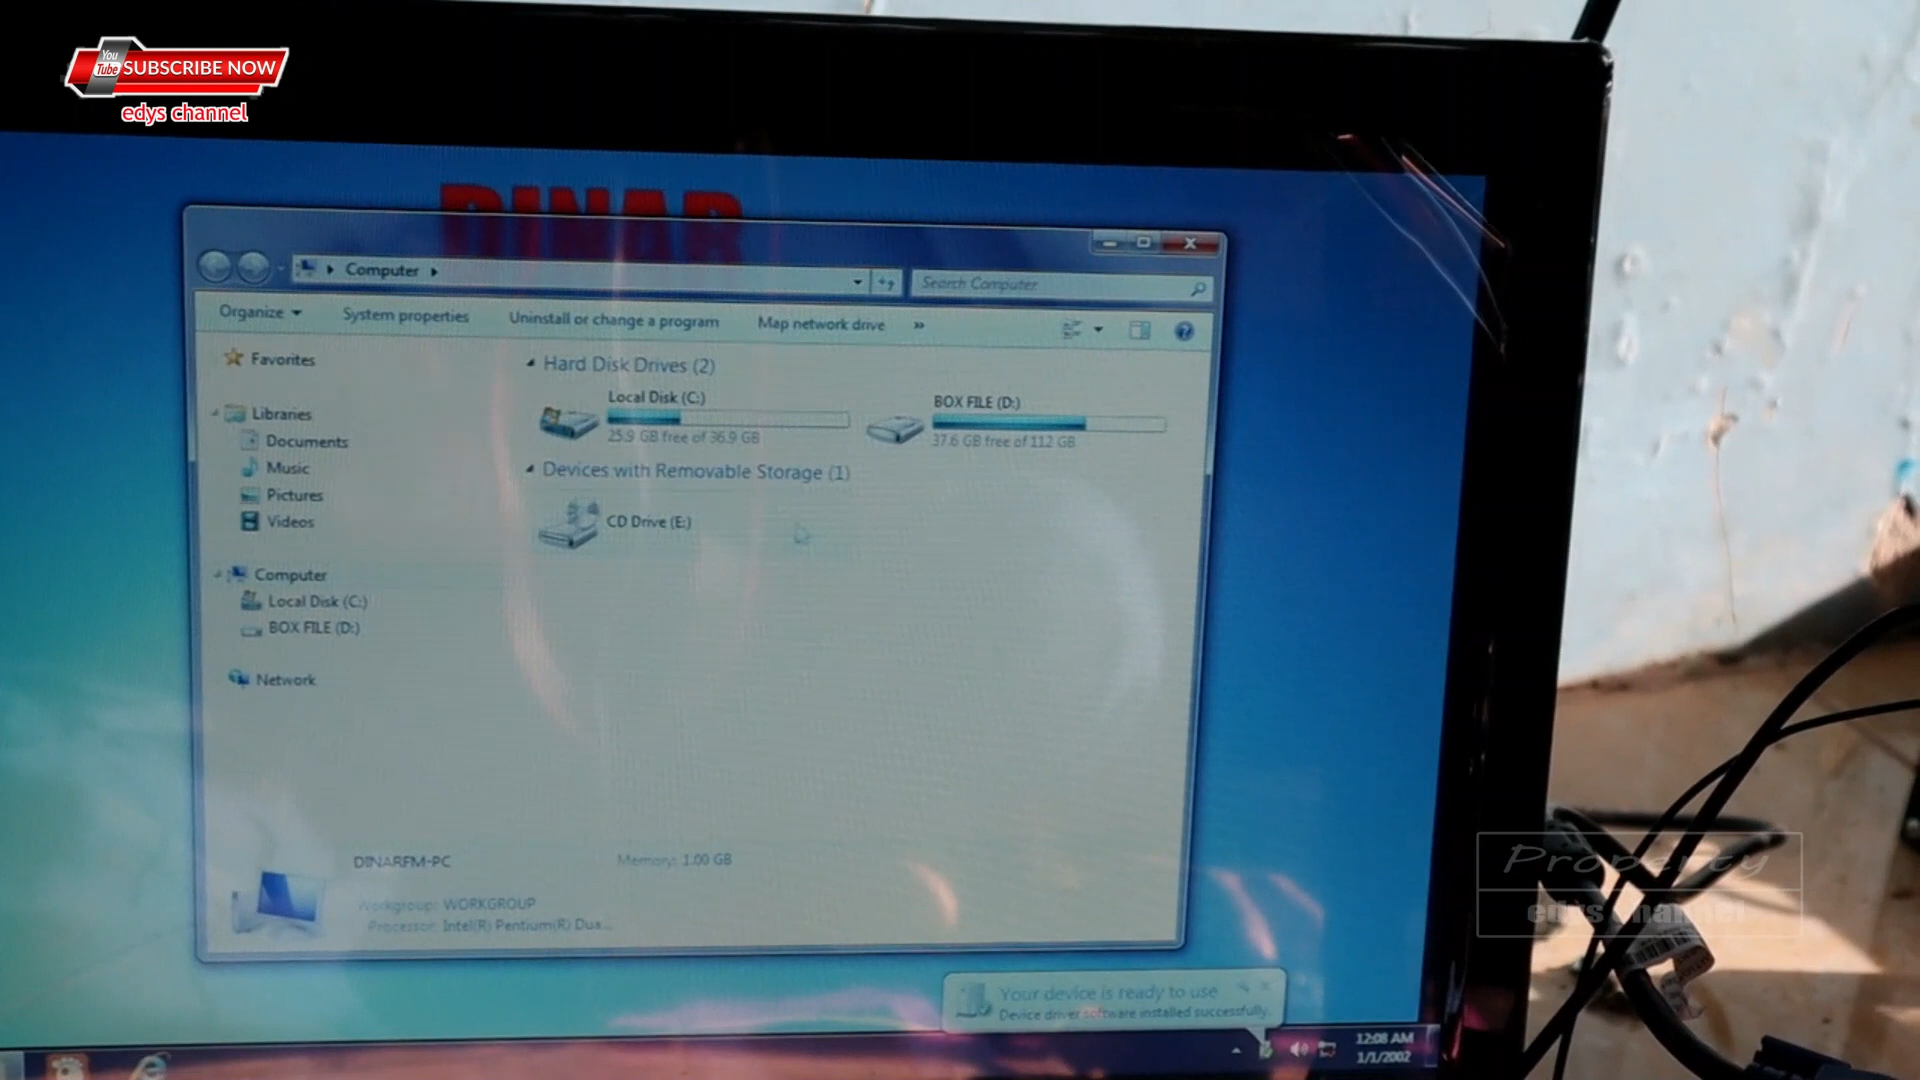 You
Tube
SUBSCRIBE NOW
edys channel
DINAR
Computer
Search Computer
Organize
System properties
Uninstall or change a program
Map network drive
»
Favorites
Libraries
Documents
Music
Pictures
Videos
Computer
Local Disk (C:)
BOX FILE (D:)
Network
Hard Disk Drives (2)
Local Disk (C:)
25.9 GB free of 36.9 GB
BOX FILE (D:)
37.6 GB free of 112 GB
Devices with Removable Storage (1)
CD Drive (E:)
DINARFM-PC
Memory: 1.00 GB
Workgroup: WORKGROUP
Processor: Intel(R) Pentium(R) Dua...
Your device is ready to use
Device driver software installed successfully.
12:08 AM
1/1/2002
Property
edys channel